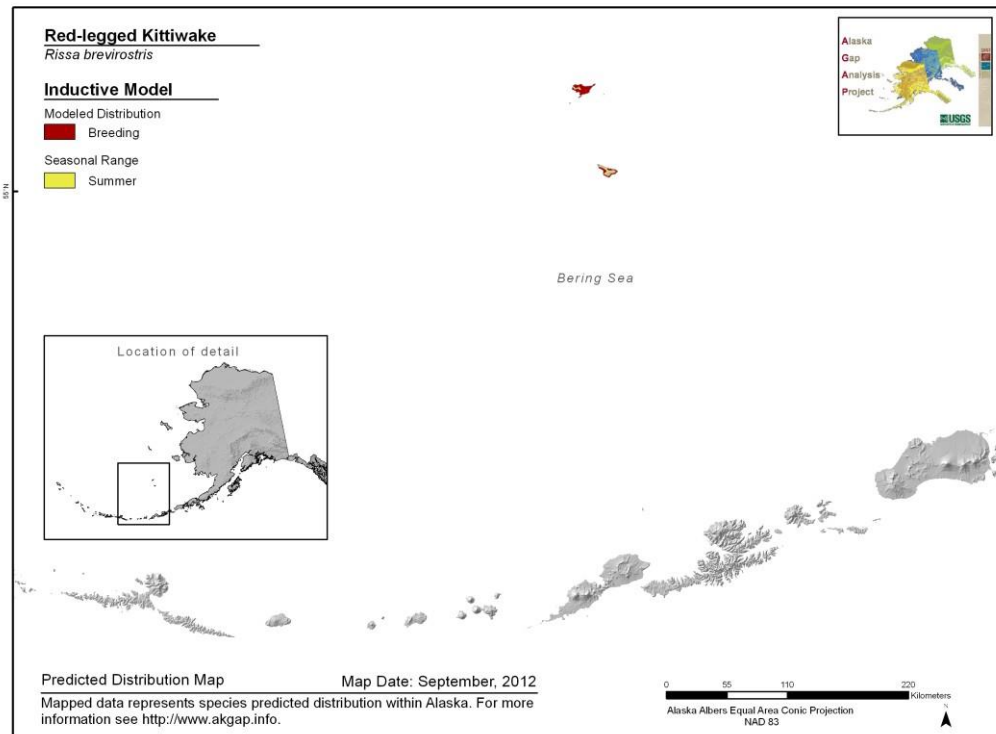 Red-legged Kittiwake
Rissa brevirostris
Inductive Model
Modeled Distribution
Breeding
Seasonal Range
Summer
Alaska
Gap
Analysis
Project
USGS
55°N
Bering Sea
Location of detail
Predicted Distribution Map
Map Date: September, 2012
Mapped data represents species predicted distribution within Alaska. For more
information see http://www.akgap.info.
0 55 110 220
Kilometers
Alaska Albers Equal Area Conic Projection
NAD 83
N